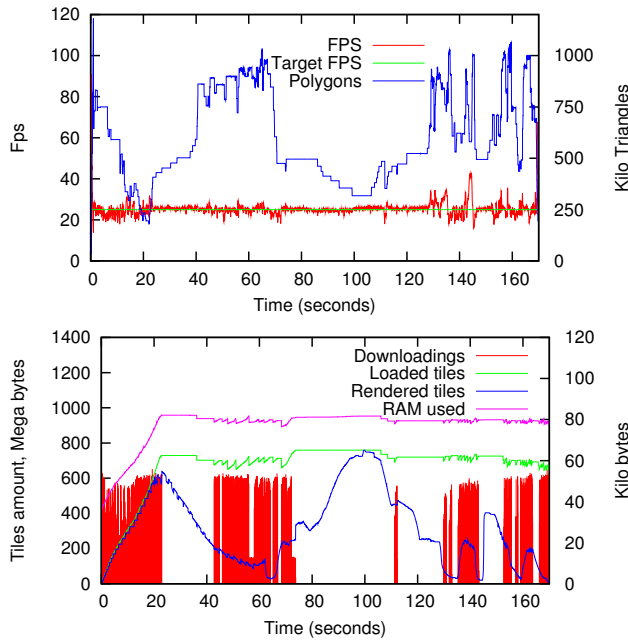 120
100
80
60
40
20
0
Fps
FPS
Target FPS
Polygons
1000
750
500
250
0
Kilo Triangles
0 20 40 60 80 100 120 140 160
Time (seconds)
1400
1200
1000
800
600
400
200
0
Tiles amount, Mega bytes
Downloadings
Loaded tiles
Rendered tiles
RAM used
120
100
80
60
40
20
0
Kilo bytes
0 20 40 60 80 100 120 140 160
Time (seconds)